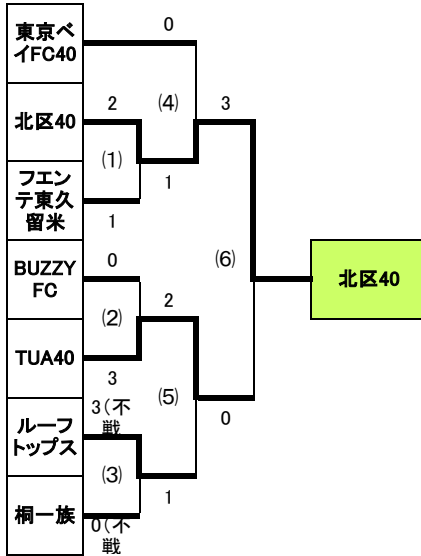 東京ベ
イFC40
0
北区40
2
(4)
3
(1)
フエン
テ東久
留米
1
1
BUZZY
FC
0
(6)
北区40
(2)
2
TUA40
3
(5)
0
ルーフ
トップス
3(不
戦
(3)
1
桐一族
0(不
戦